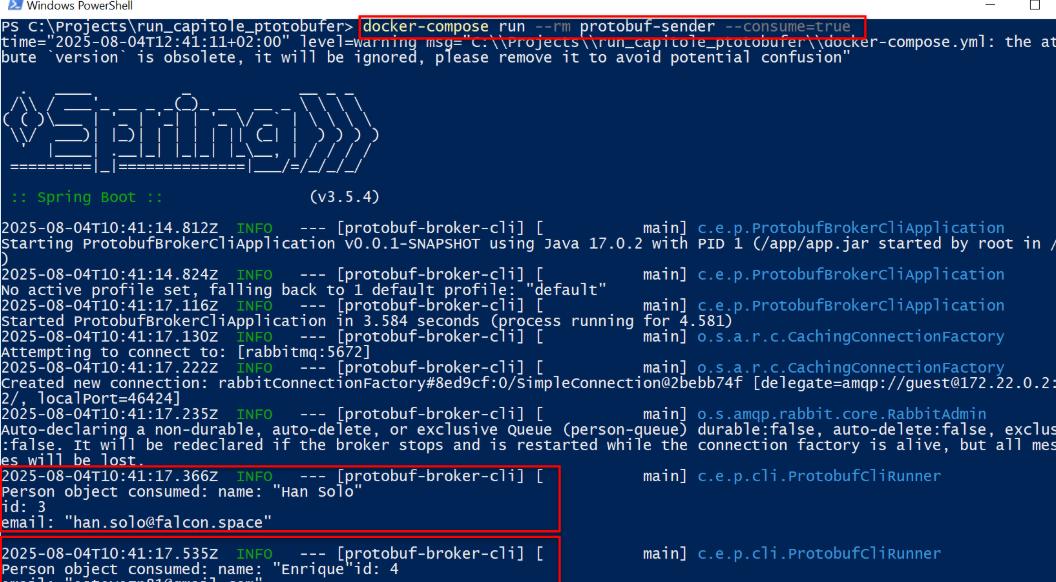 Windows PowerShell
PS C:\Projects\run_capitole_ptotobufer> docker-compose run --rm protobuf-sender --consume=true
time="2025-08-04T12:41:11+02:00" level=warning msg="C:\\Projects\\run_capitole_ptotobufer\\docker-compose.yml: the at
bute `version` is obsolete, it will be ignored, please remove it to avoid potential confusion"
:: Spring Boot :: (v3.5.4)
2025-08-04T10:41:14.812Z INFO --- [protobuf-broker-cli] [ main] c.e.p.ProtobufBrokerCliApplication
Starting ProtobufBrokerCliApplication v0.0.1-SNAPSHOT using Java 17.0.2 with PID 1 (/app/app.jar started by root in /
)
2025-08-04T10:41:14.824Z INFO --- [protobuf-broker-cli] [ main] c.e.p.ProtobufBrokerCliApplication
No active profile set, falling back to 1 default profile: "default"
2025-08-04T10:41:17.116Z INFO --- [protobuf-broker-cli] [ main] c.e.p.ProtobufBrokerCliApplication
Started ProtobufBrokerCliApplication in 3.584 seconds (process running for 4.581)
2025-08-04T10:41:17.130Z INFO --- [protobuf-broker-cli] [ main] o.s.a.r.c.CachingConnectionFactory
Attempting to connect to: [rabbitmq:5672]
2025-08-04T10:41:17.222Z INFO --- [protobuf-broker-cli] [ main] o.s.a.r.c.CachingConnectionFactory
Created new connection: rabbitConnectionFactory#8ed9cf:0/SimpleConnection@2bebb74f [delegate=amqp://guest@172.22.0.2:
2/, localPort=46424]
2025-08-04T10:41:17.235Z INFO --- [protobuf-broker-cli] [ main] o.s.amqp.rabbit.core.RabbitAdmin
Auto-declaring a non-durable, auto-delete, or exclusive Queue (person-queue) durable:false, auto-delete:false, exclus
:false. It will be redeclared if the broker stops and is restarted while the connection factory is alive, but all mes
es will be lost.
2025-08-04T10:41:17.366Z INFO --- [protobuf-broker-cli] [ main] c.e.p.cli.ProtobufCliRunner
Person object consumed: name: "Han Solo"
id: 3
email: "han.solo@falcon.space"
2025-08-04T10:41:17.535Z INFO --- [protobuf-broker-cli] [ main] c.e.p.cli.ProtobufCliRunner
Person object consumed: name: "Enrique"id: 4